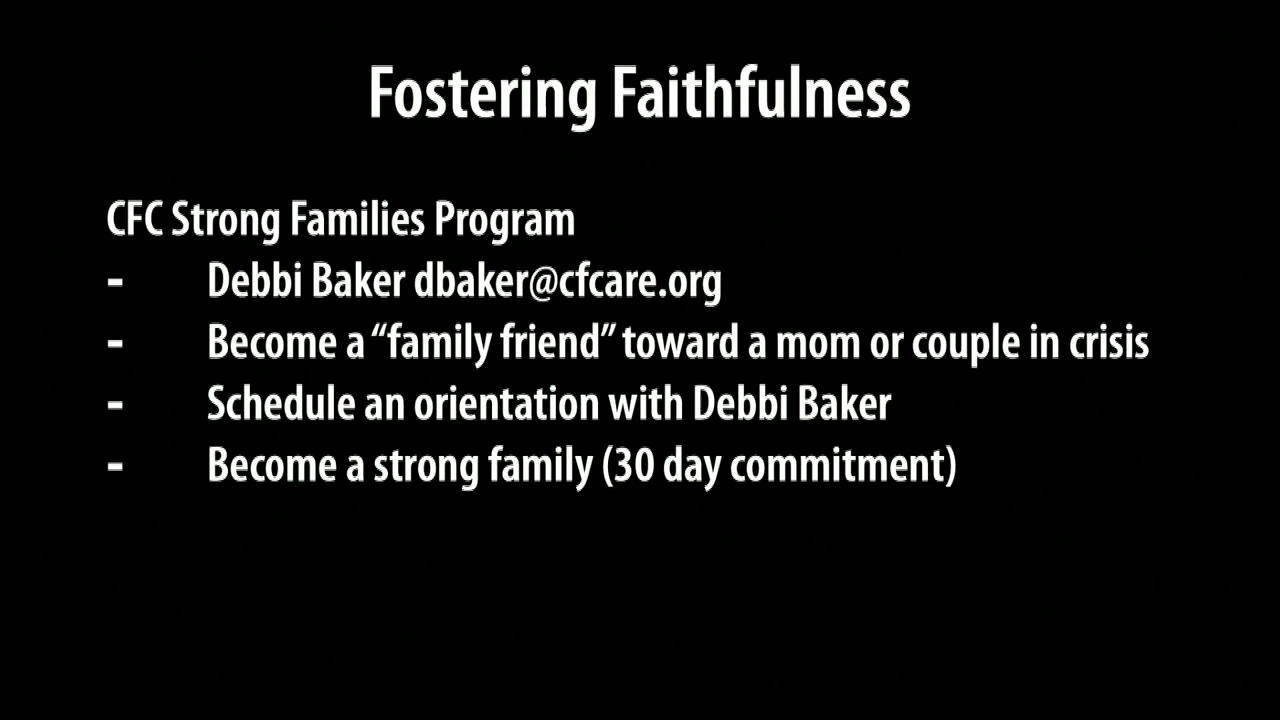 Fostering Faithfulness
CFC Strong Families Program
- Debbi Baker dbaker@cfcare.org
- Become a “family friend” toward a mom or couple in crisis
- Schedule an orientation with Debbi Baker
- Become a strong family (30 day commitment)